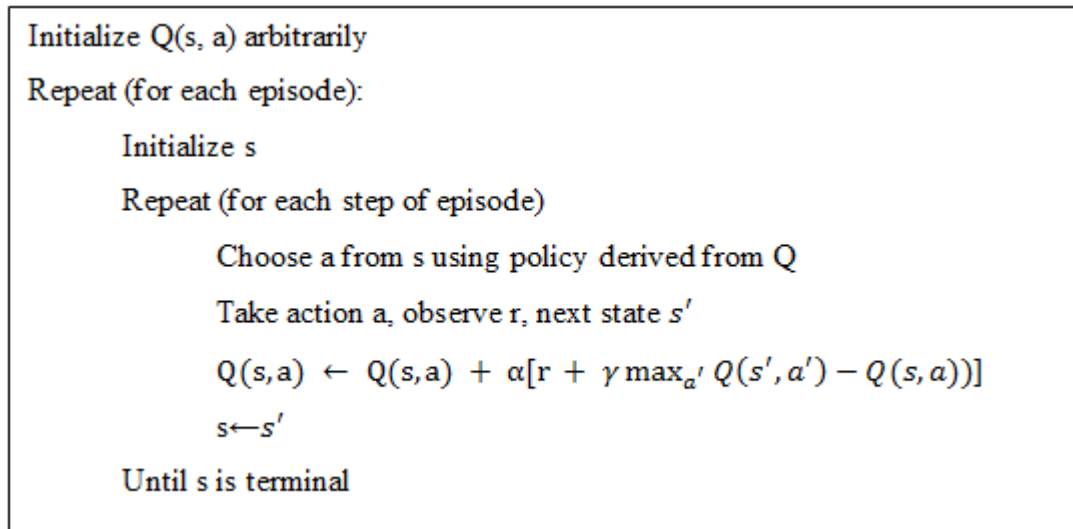 Initialize Q(s, a) arbitrarily
Repeat (for each episode):
Initialize s
Repeat (for each step of episode)
Choose a from s using policy derived from Q
Take action a, observe r, next state s′
Q(s,a) ← Q(s,a) + α[r + γ maxₐ′ Q(s′,a′) − Q(s,a))]
s←s′
Until s is terminal